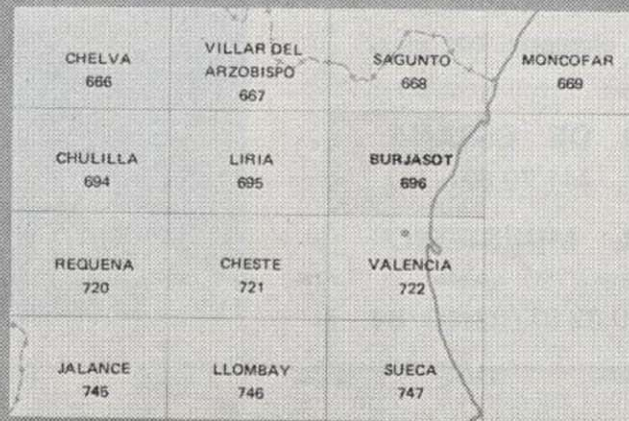 CHELVA
666
VILLAR DEL
ARZOBISPO
667
SAGUNTO
668
MONCOFAR
669
CHULILLA
694
LIRIA
695
BURJASOT
696
REQUENA
720
CHESTE
721
VALENCIA
722
JALANCE
745
LLOMBAY
746
SUECA
747